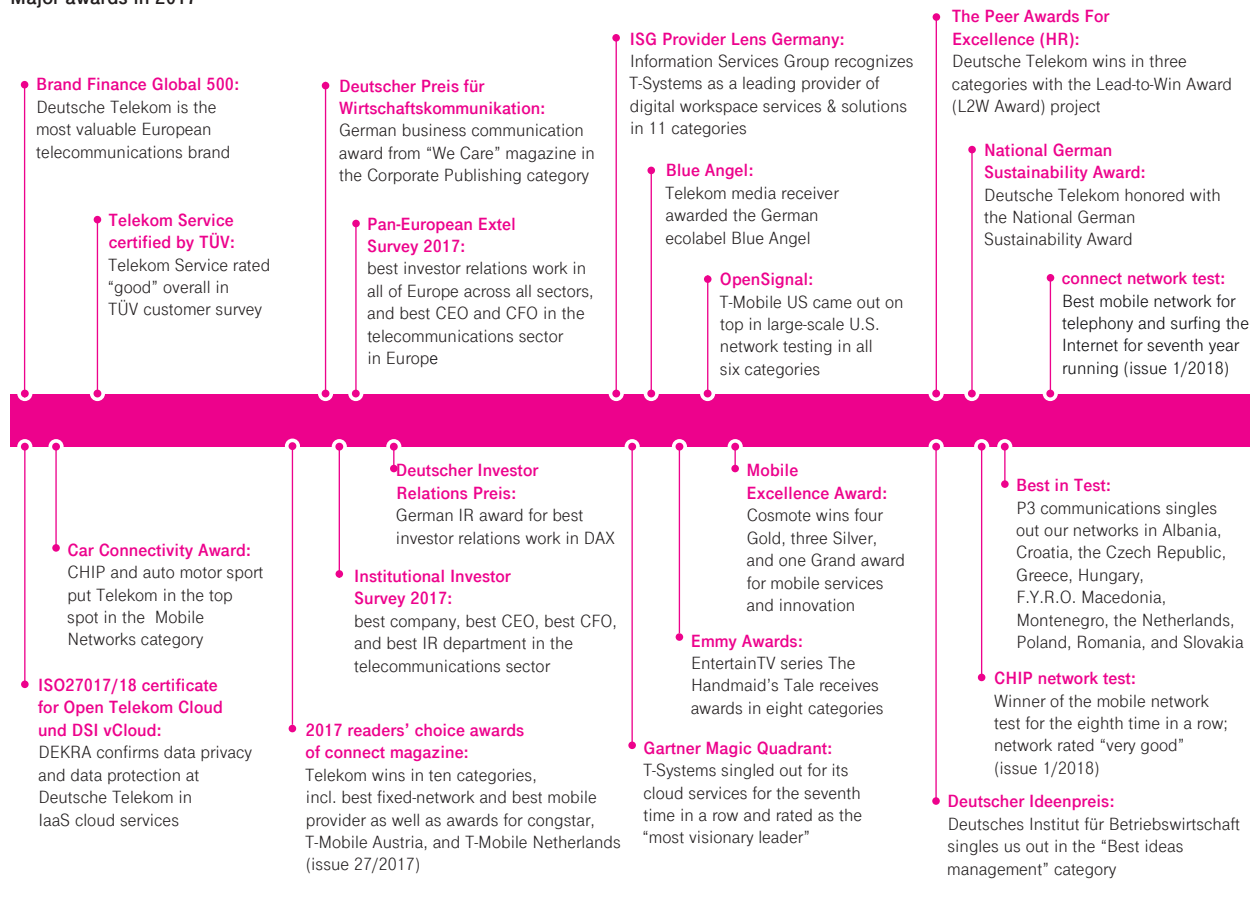 Major awards in 2017
Brand Finance Global 500:
Deutsche Telekom is the
most valuable European
telecommunications brand
Telekom Service
certified by TÜV:
Telekom Service rated
“good” overall in
TÜV customer survey
Deutscher Preis für
Wirtschaftskommunikation:
German business communication
award from “We Care” magazine in
the Corporate Publishing category
Pan-European Extel
Survey 2017:
best investor relations work in
all of Europe across all sectors,
and best CEO and CFO in the
telecommunications sector
in Europe
ISG Provider Lens Germany:
Information Services Group recognizes
T-Systems as a leading provider of
digital workspace services & solutions
in 11 categories
Blue Angel:
Telekom media receiver
awarded the German
ecolabel Blue Angel
OpenSignal:
T-Mobile US came out on
top in large-scale U.S.
network testing in all
six categories
The Peer Awards For
Excellence (HR):
Deutsche Telekom wins in three
categories with the Lead-to-Win Award
(L2W Award) project
National German
Sustainability Award:
Deutsche Telekom honored with
the National German
Sustainability Award
connect network test:
Best mobile network for
telephony and surfing the
Internet for seventh year
running (issue 1/2018)
Car Connectivity Award:
CHIP and auto motor sport
put Telekom in the top
spot in the Mobile
Networks category
ISO27017/18 certificate
for Open Telekom Cloud
und DSI vCloud:
DEKRA confirms data privacy
and data protection at
Deutsche Telekom in
IaaS cloud services
Deutscher Investor
Relations Preis:
German IR award for best
investor relations work in DAX
Institutional Investor
Survey 2017:
best company, best CEO, best CFO,
and best IR department in the
telecommunications sector
2017 readers’ choice awards
of connect magazine:
Telekom wins in ten categories,
incl. best fixed-network and best mobile
provider as well as awards for congstar,
T-Mobile Austria, and T-Mobile Netherlands
(issue 27/2017)
Mobile
Excellence Award:
Cosmote wins four
Gold, three Silver,
and one Grand award
for mobile services
and innovation
Emmy Awards:
EntertainTV series The
Handmaid’s Tale receives
awards in eight categories
Gartner Magic Quadrant:
T-Systems singled out for its
cloud services for the seventh
time in a row and rated as the
“most visionary leader”
Best in Test:
P3 communications singles
out our networks in Albania,
Croatia, the Czech Republic,
Greece, Hungary,
F.Y.R.O. Macedonia,
Montenegro, the Netherlands,
Poland, Romania, and Slovakia
CHIP network test:
Winner of the mobile network
test for the eighth time in a row;
network rated “very good”
(issue 1/2018)
Deutscher Ideenpreis:
Deutsches Institut für Betriebswirtschaft
singles us out in the “Best ideas
management” category